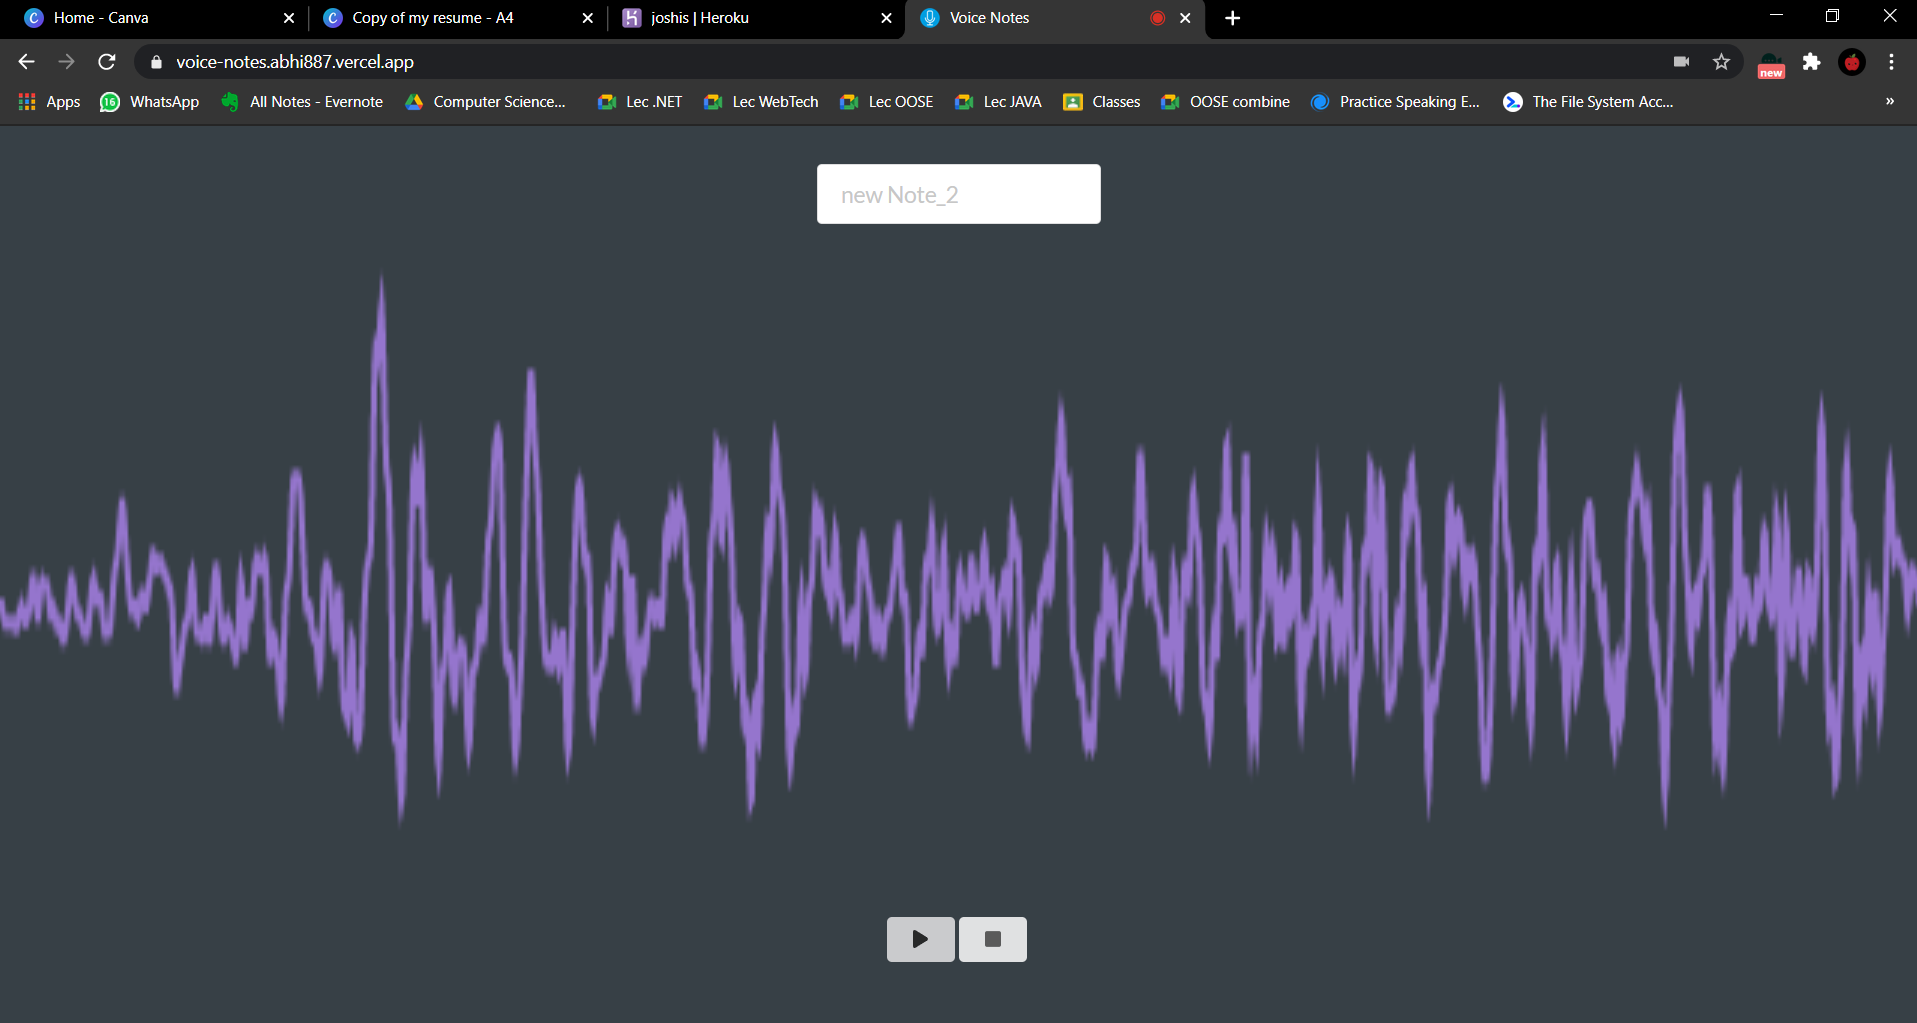 Home - Canva
Copy of my resume - A4
joshis | Heroku
Voice Notes
voice-notes.abhi887.vercel.app
new
Apps
16
WhatsApp
All Notes - Evernote
Computer Science...
Lec .NET
Lec WebTech
Lec OOSE
Lec JAVA
Classes
OOSE combine
Practice Speaking E...
The File System Acc...
»
new Note_2